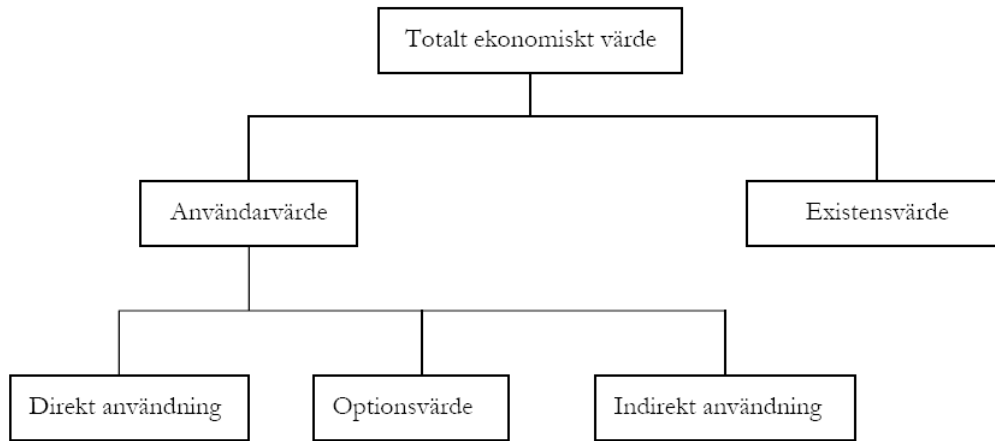 Totalt ekonomiskt värde
Användarvärde
Existensvärde
Direkt användning
Optionsvärde
Indirekt användning